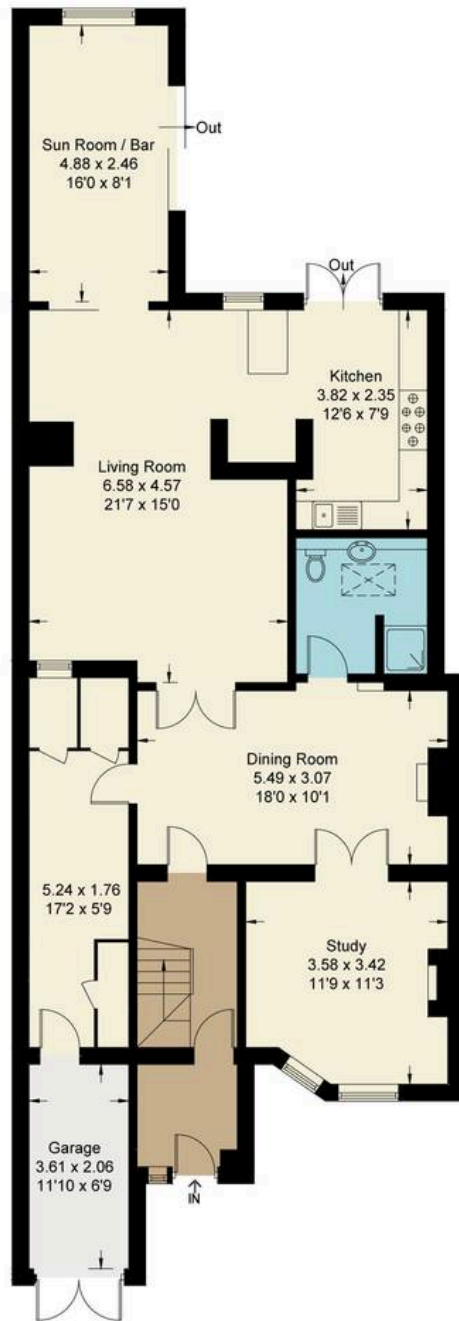 Sun Room / Bar
4.88 x 2.46
16'0 x 8'1
Out
Out
Kitchen
3.82 x 2.35
12'6 x 7'9
Living Room
6.58 x 4.57
21'7 x 15'0
Dining Room
5.49 x 3.07
18'0 x 10'1
5.24 x 1.76
17'2 x 5'9
Study
3.58 x 3.42
11'9 x 11'3
Garage
3.61 x 2.06
11'10 x 6'9
IN